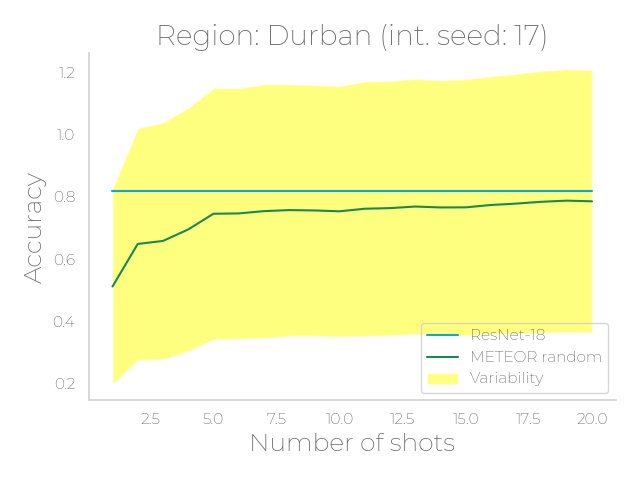 Region: Durban (int. seed: 17)
Accuracy
1.2
1.0
0.8
0.6
0.4
0.2
ResNet-18
METEOR random
Variability
2.5 5.0 7.5 10.0 12.5 15.0 17.5 20.0
Number of shots